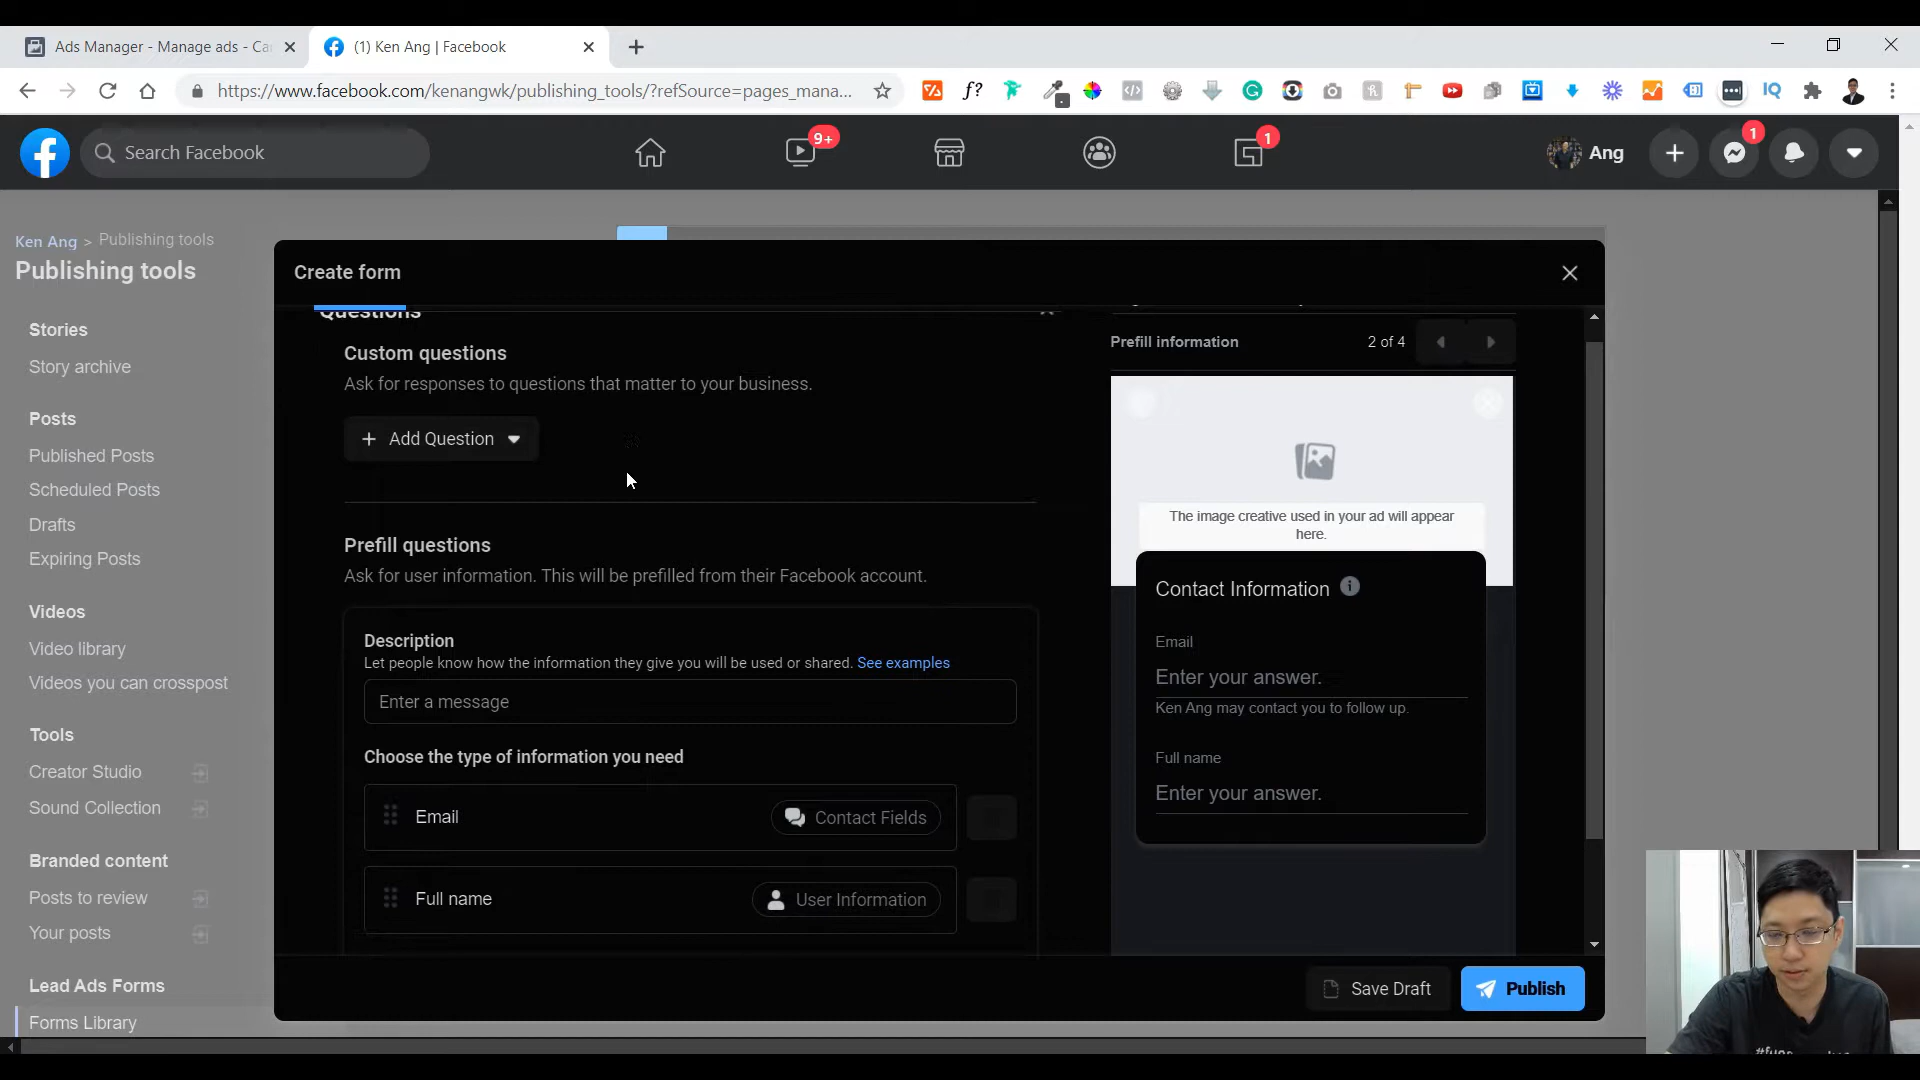 Ads Manager - Manage ads - Ca
(1) Ken Ang | Facebook
https://www.facebook.com/kenangwk/publishing_tools/?refSource=pages_mana...
f?
IQ
Search Facebook
9+
1
Ang
1
Ken Ang > Publishing tools
Publishing tools
Stories
Story archive
Posts
Published Posts
Scheduled Posts
Drafts
Expiring Posts
Videos
Video library
Videos you can crosspost
Tools
Creator Studio
Sound Collection
Branded content
Posts to review
Your posts
Lead Ads Forms
Forms Library
Create form
Questions
Custom questions
Ask for responses to questions that matter to your business.
+ Add Question
Prefill questions
Ask for user information. This will be prefilled from their Facebook account.
Description
Let people know how the information they give you will be used or shared. See examples
Enter a message
Choose the type of information you need
Email
Contact Fields
Full name
User Information
Prefill information
2 of 4
The image creative used in your ad will appear
here.
Contact Information
Email
Enter your answer.
Ken Ang may contact you to follow up.
Full name
Enter your answer.
Save Draft
Publish